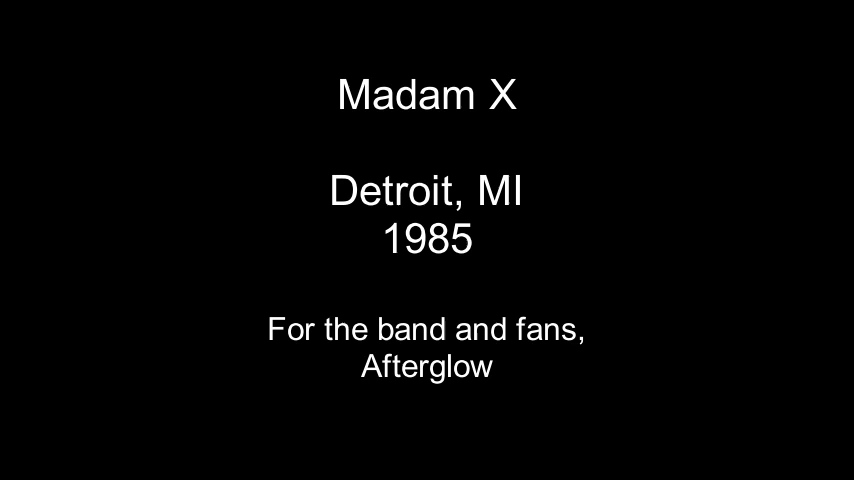 Madam X
Detroit, MI
1985
For the band and fans,
Afterglow